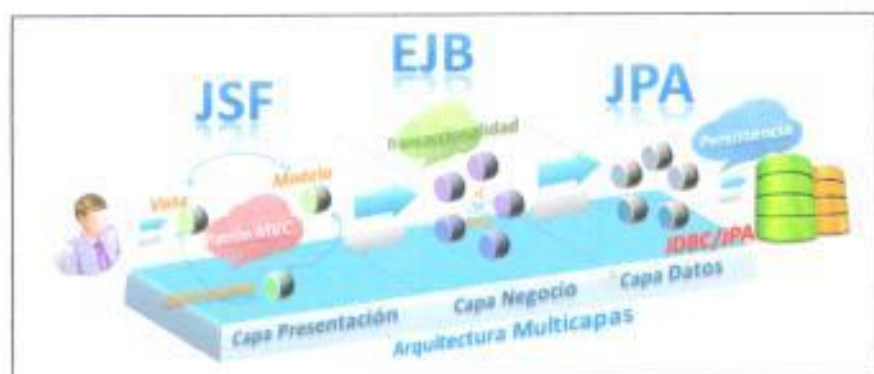 JSF
EJB
JPA
Transaccionalidad
Persistencia
Vista
Modelo
Patrón MVC
JDBC/JPA
Capa Presentación
Capa Negocio
Capa Datos
Arquitectura Multicapas